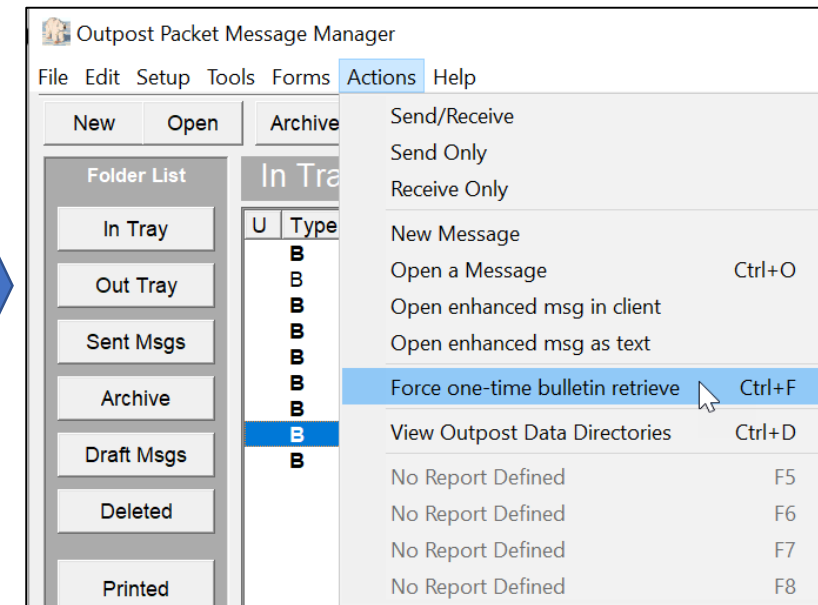 Outpost Packet Message Manager
File Edit Setup Tools Forms Actions Help
New Open Archive
Folder List
In Tray
Out Tray
Sent Msgs
Archive
Draft Msgs
Deleted
Printed
In Tra
U Type
B
B
B
B
B
B
B
B
B
Send/Receive
Send Only
Receive Only
New Message
Open a Message Ctrl+O
Open enhanced msg in client
Open enhanced msg as text
Force one-time bulletin retrieve Ctrl+F
View Outpost Data Directories Ctrl+D
No Report Defined F5
No Report Defined F6
No Report Defined F7
No Report Defined F8